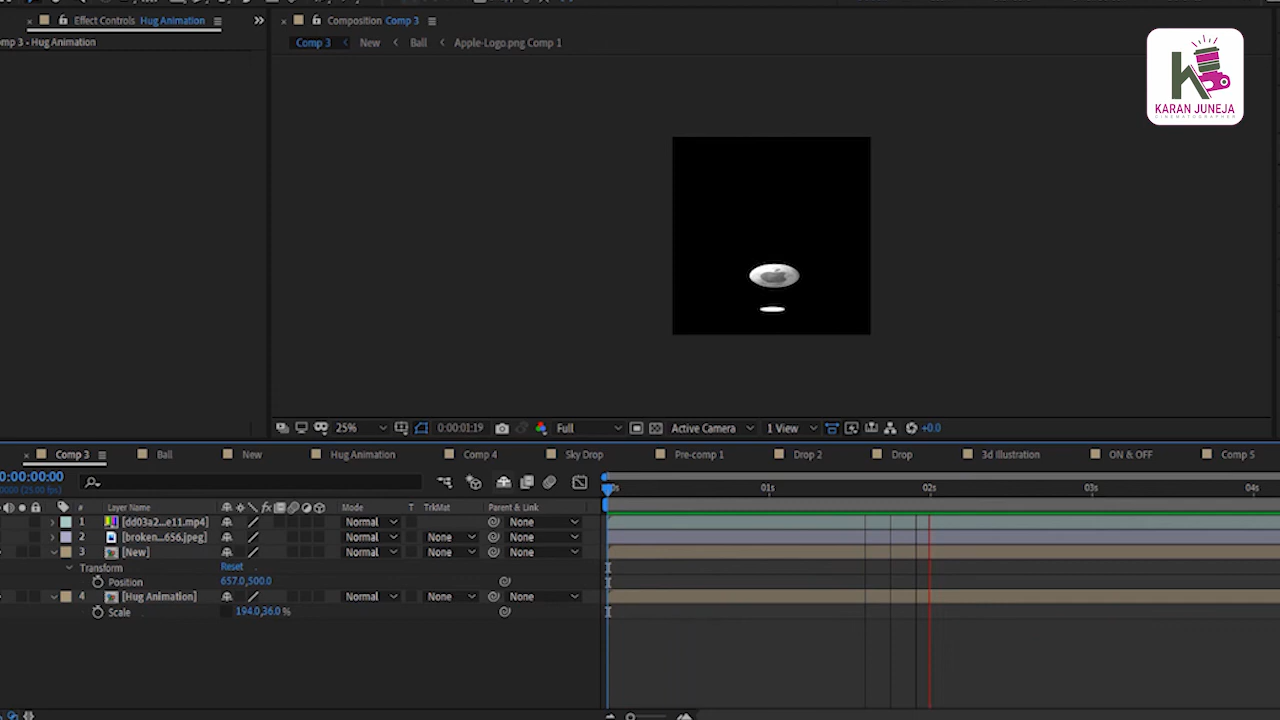 Effect Controls Hug Animation
mp 3 - Hug Animation
Composition Comp 3
Comp 3 New Ball Apple-Logo.png Comp 1
KARAN JUNEJA
CINEMATOGRAPHER
25% 0:00:01:19 Full Active Camera 1 View +0.0
Comp 3 Ball New Hug Animation Comp 4 Sky Drop Pre-comp 1 Drop 2 Drop 3d Illustration ON & OFF Comp 5
0:00:00:00
(25.00 fps)
01s 02s 03s 04s
# Layer Name Mode T TrkMat Parent & Link
1 [dd03a2...e11.mp4] Normal None
2 [broken...656.jpeg] Normal None None
3 [New] Normal None None
Transform Reset
Position 657.0,500.0
4 [Hug Animation] Normal None None
Scale 194.0,36.0 %